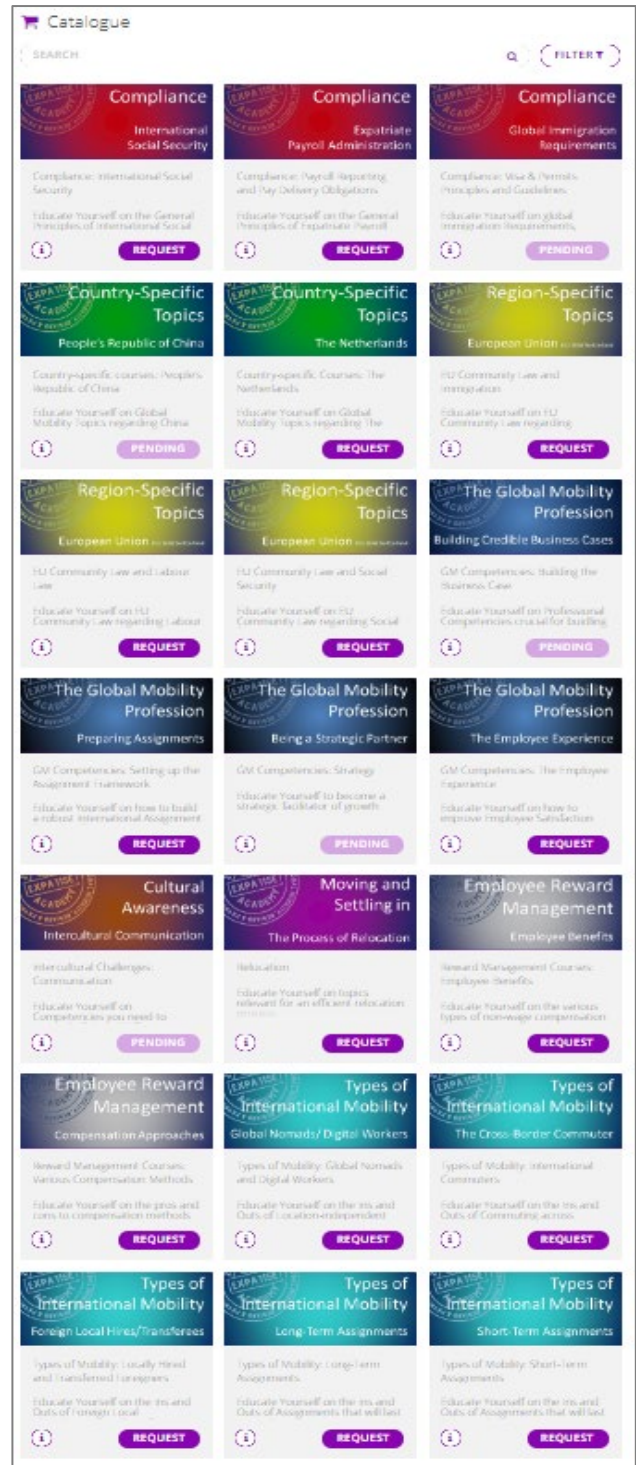 Catalogue
SEARCH
FILTER
Compliance
International
Social Security
Compliance: International Social
Security
Educate Yourself on the General
Principles of International Social
REQUEST
Compliance
Expatriate
Payroll Administration
Compliance: Payroll Reporting
and Pay Delivery Obligations
Educate Yourself on the General
Principles of Expatriate Payroll
REQUEST
Compliance
Global Immigration
Requirements
Compliance: Visa & Permits
Principles and Guidelines
Educate Yourself on global
Immigration Requirements,
PENDING
Country-Specific
Topics
People's Republic of China
Country-specific courses: People's
Republic of China
Educate Yourself on Global
Mobility Topics regarding China
PENDING
Country-Specific
Topics
The Netherlands
Country-specific Courses: The
Netherlands
Educate Yourself on Global
Mobility Topics regarding The
REQUEST
Region-Specific
Topics
European Union
EU Community Law and
Immigration
Educate Yourself on EU
Community Law regarding
REQUEST
Region-Specific
Topics
European Union
EU Community Law and Labour
Law
Educate Yourself on EU
Community Law regarding Labour
REQUEST
Region-Specific
Topics
European Union
EU Community Law and Social
Security
Educate Yourself on EU
Community Law regarding Social
REQUEST
The Global Mobility
Profession
Building Credible Business Cases
GM Competencies: Building the
Business Case
Educate Yourself on Professional
Competencies crucial for building
PENDING
The Global Mobility
Profession
Preparing Assignments
GM Competencies: Setting up the
Assignment Framework
Educate Yourself on how to build
a robust International Assignment
REQUEST
The Global Mobility
Profession
Being a Strategic Partner
GM Competencies: Strategy
Educate Yourself to become a
strategic facilitator of growth
PENDING
The Global Mobility
Profession
The Employee Experience
GM Competencies: The Employee
Experience
Educate Yourself on how to
improve Employee Satisfaction
REQUEST
Cultural
Awareness
Intercultural Communication
Intercultural Challenges:
Communication
Educate Yourself on
Competencies you need to
PENDING
Moving and
Settling in
The Process of Relocation
Relocation
Educate Yourself on topics
relevant for an efficient relocation
REQUEST
Employee Reward
Management
Employee Benefits
Reward Management Courses:
Employee Benefits
Educate Yourself on the various
types of non-wage compensation
REQUEST
Employee Reward
Management
Compensation Approaches
Reward Management Courses:
Various Compensation Methods
Educate Yourself on the pros and
cons to compensation methods
REQUEST
Types of
International Mobility
Global Nomads/ Digital Workers
Types of Mobility: Global Nomads
and Digital Workers
Educate Yourself on the Ins and
Outs of Location-independent
REQUEST
Types of
International Mobility
The Cross-Border Commuter
Types of Mobility: International
Commuters
Educate Yourself on the Ins and
Outs of Commuting across
REQUEST
Types of
International Mobility
Foreign Local Hires/Transferees
Types of Mobility: Locally Hired
and Transferred Foreigners
Educate Yourself on the Ins and
Outs of Foreign Local
REQUEST
Types of
International Mobility
Long-Term Assignments
Types of Mobility: Long-Term
Assignments
Educate Yourself on the Ins and
Outs of Assignments that will last
REQUEST
Types of
International Mobility
Short-Term Assignments
Types of Mobility: Short-Term
Assignments
Educate Yourself on the Ins and
Outs of Assignments that will last
REQUEST